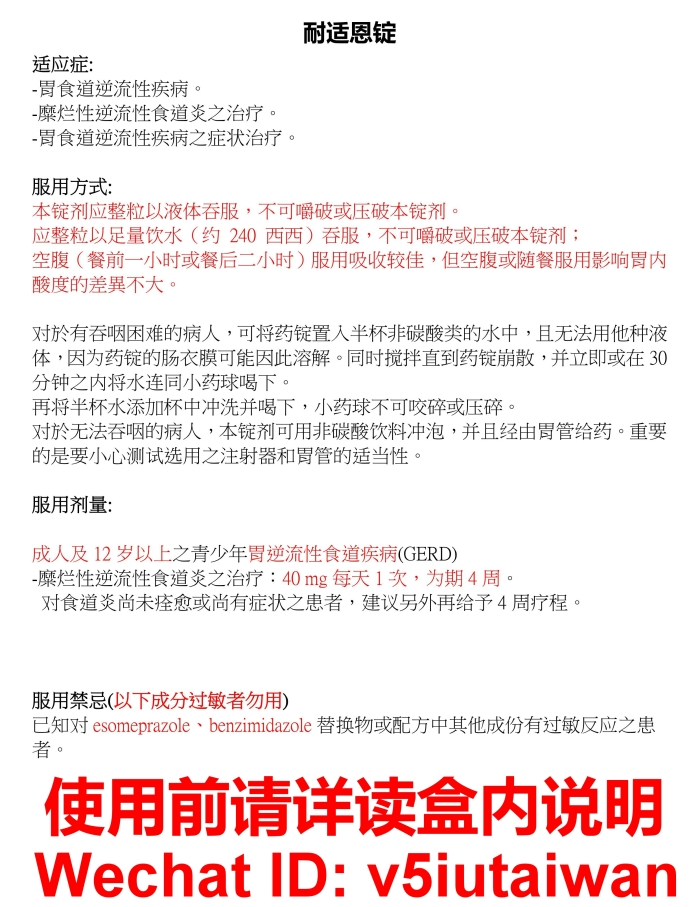 耐适恩锭
适应症:
-胃食道逆流性疾病。
-糜烂性逆流性食道炎之治疗。
-胃食道逆流性疾病之症状治疗。
服用方式:
本锭剂应整粒以液体吞服，不可嚼破或压破本锭剂。
应整粒以足量饮水（约 240 西西）吞服，不可嚼破或压破本锭剂；
空腹（餐前一小时或餐后二小时）服用吸收较佳，但空腹或随餐服用影响胃内
酸度的差異不大。
对於有吞咽困难的病人，可将药锭置入半杯非碳酸类的水中，且无法用他种液
体，因为药锭的肠衣膜可能因此溶解。同时搅拌直到药锭崩散，并立即或在 30
分钟之内将水连同小药球喝下。
再将半杯水添加杯中冲洗并喝下，小药球不可咬碎或压碎。
对於无法吞咽的病人，本锭剂可用非碳酸饮料冲泡，并且经由胃管给药。重要
的是要小心测试选用之注射器和胃管的适当性。
服用剂量:
成人及 12 岁以上之青少年胃逆流性食道疾病(GERD)
-糜烂性逆流性食道炎之治疗：40 mg 每天 1 次，为期 4 周。
对食道炎尚未痊愈或尚有症状之患者，建议另外再给予 4 周疗程。
服用禁忌(以下成分过敏者勿用)
已知对 esomeprazole、benzimidazole 替换物或配方中其他成份有过敏反应之患
者。
使用前请详读盒内说明
Wechat ID: v5iutaiwan